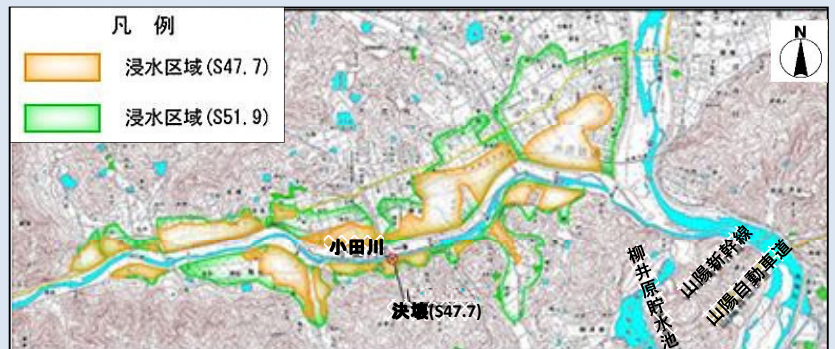 凡 例
浸水区域(S47.7)
浸水区域(S51.9)
N
小田川
決壊(S47.7)
柳井原貯水池
山陽新幹線
山陽自動車道